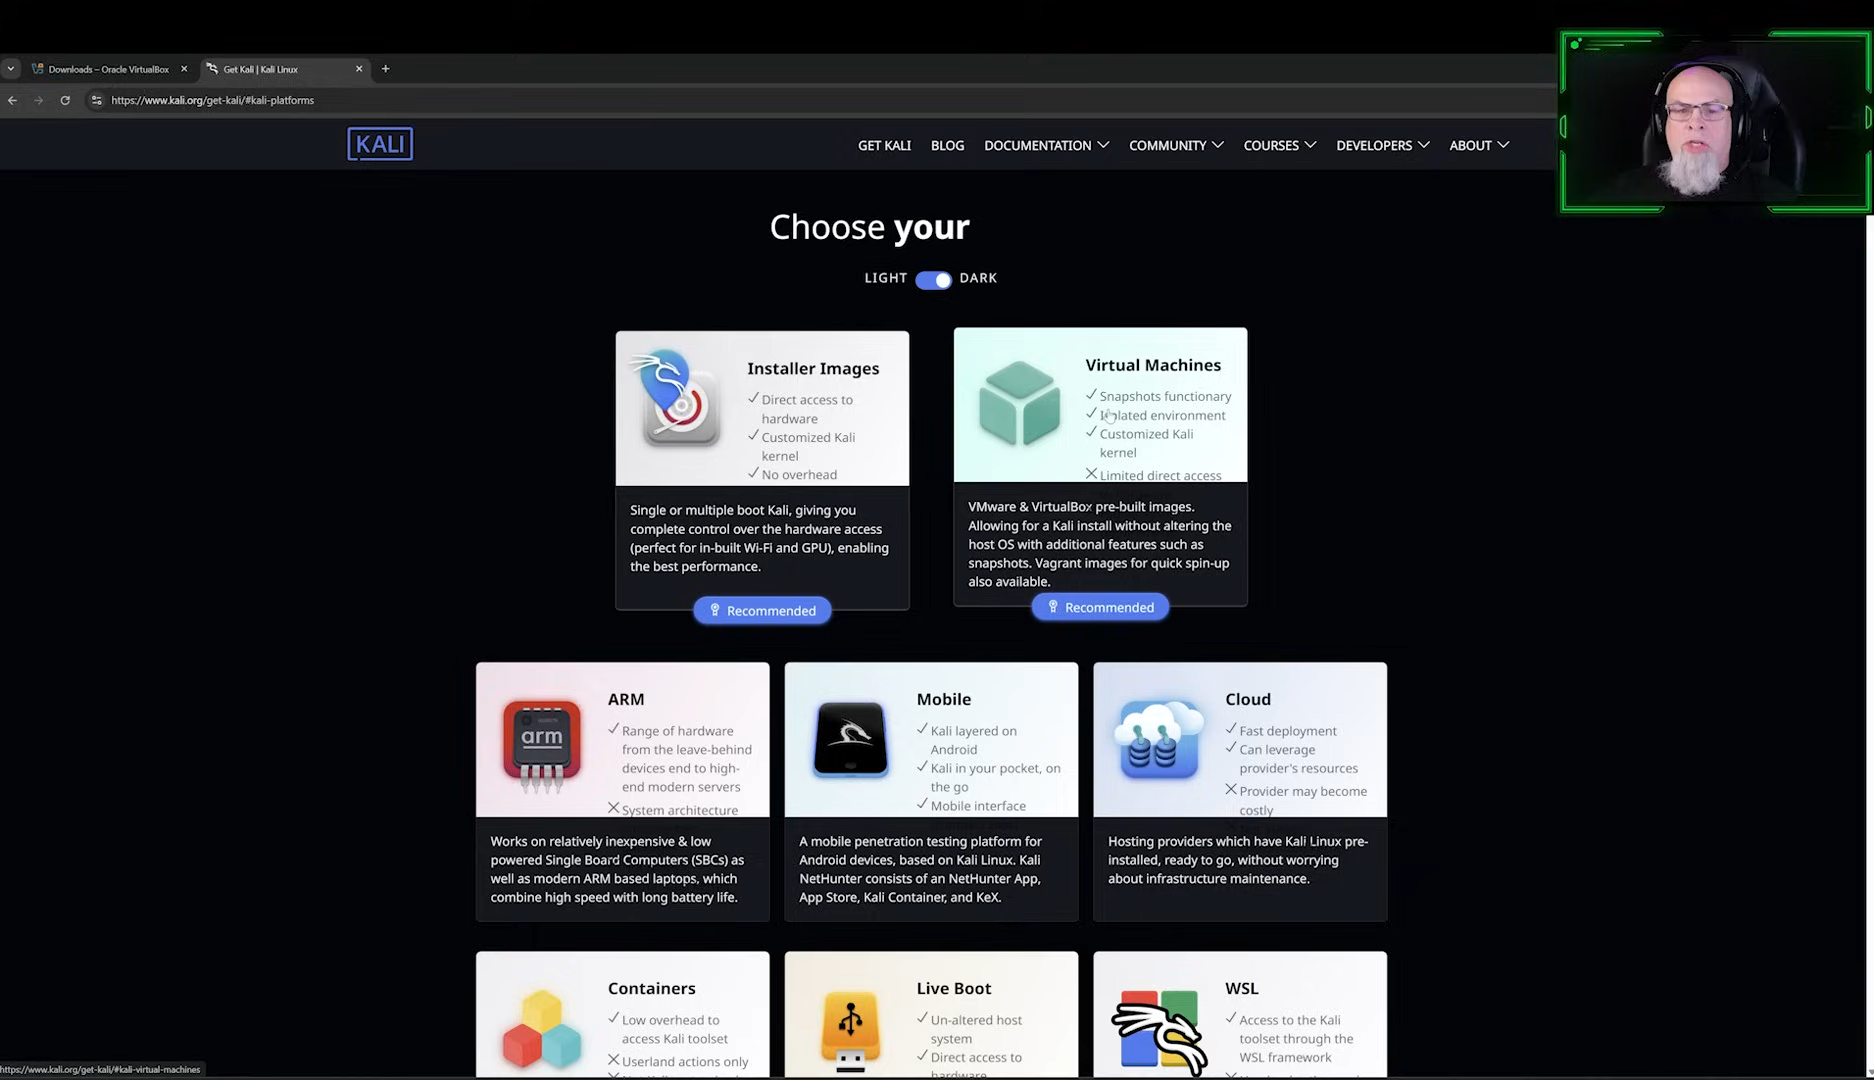 Downloads – Oracle VirtualBox
Get Kali | Kali Linux
https://www.kali.org/get-kali/#kali-platforms
KALI
GET KALI
BLOG
DOCUMENTATION
COMMUNITY
COURSES
DEVELOPERS
ABOUT
Choose your
LIGHT
DARK
Installer Images
Direct access to
hardware
Customized Kali
kernel
No overhead
Single or multiple boot Kali, giving you
complete control over the hardware access
(perfect for in-built Wi-Fi and GPU), enabling
the best performance.
Recommended
Virtual Machines
Snapshots functionary
Isolated environment
Customized Kali
kernel
Limited direct access
VMware & VirtualBox pre-built images.
Allowing for a Kali install without altering the
host OS with additional features such as
snapshots. Vagrant images for quick spin-up
also available.
Recommended
ARM
Range of hardware
from the leave-behind
devices end to high-
end modern servers
System architecture
Works on relatively inexpensive & low
powered Single Board Computers (SBCs) as
well as modern ARM based laptops, which
combine high speed with long battery life.
arm
Mobile
Kali layered on
Android
Kali in your pocket, on
the go
Mobile interface
A mobile penetration testing platform for
Android devices, based on Kali Linux. Kali
NetHunter consists of an NetHunter App,
App Store, Kali Container, and KeX.
Cloud
Fast deployment
Can leverage
provider's resources
Provider may become
costly
Hosting providers which have Kali Linux pre-
installed, ready to go, without worrying
about infrastructure maintenance.
Containers
Low overhead to
access Kali toolset
Userland actions only
Live Boot
Un-altered host
system
Direct access to
hardware
WSL
Access to the Kali
toolset through the
WSL framework
https://www.kali.org/get-kali/#kali-virtual-machines